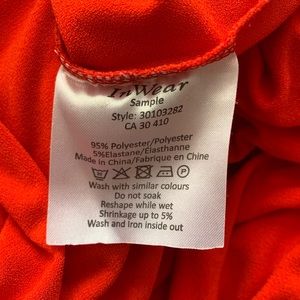 InWear
Sample
Style: 30103282
CA 30 410
95% Polyester/Polyester
5%Elastane/Élasthanne
Made in China/Fabrique en Chine
Wash with similar colours
Do not soak
Reshape while wet
Shrinkage up to 5%
Wash and Iron inside out